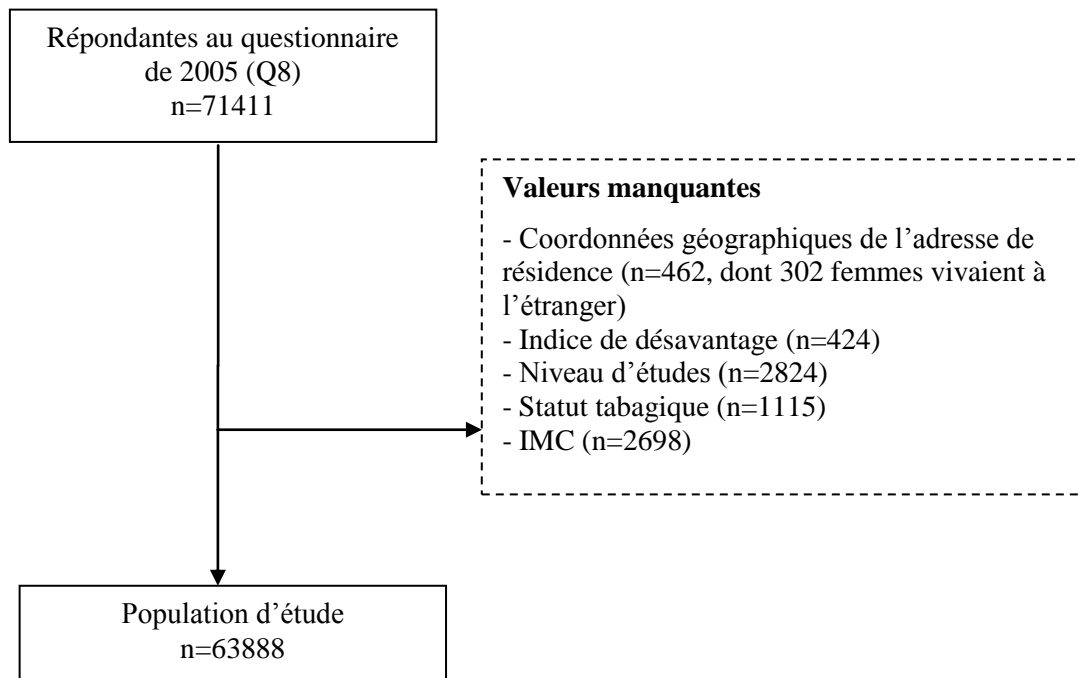 Répondantes au questionnaire
de 2005 (Q8)
n=71411
Valeurs manquantes
- Coordonnées géographiques de l’adresse de
résidence (n=462, dont 302 femmes vivaient à
l’étranger)
- Indice de désavantage (n=424)
- Niveau d’études (n=2824)
- Statut tabagique (n=1115)
- IMC (n=2698)
Population d’étude
n=63888